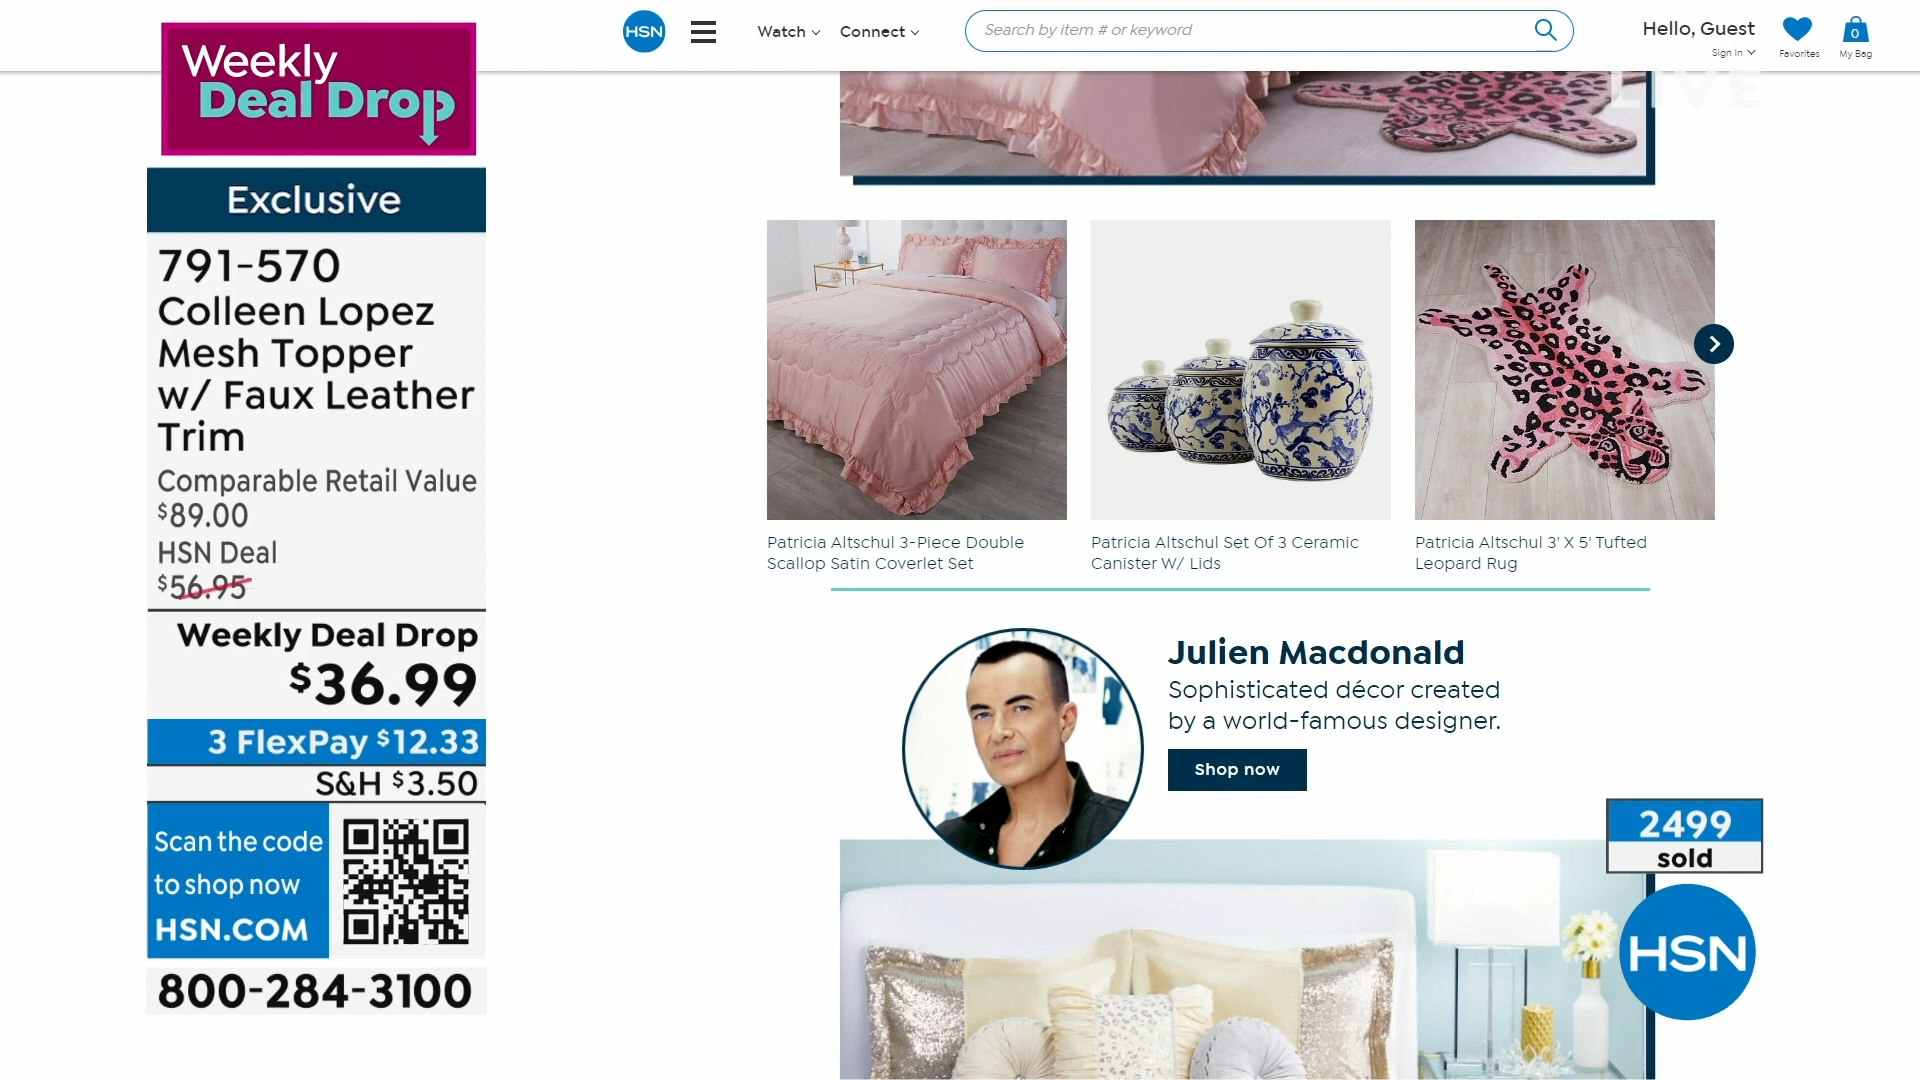 Weekly
Deal Drop
Exclusive
791-570
Colleen Lopez
Mesh Topper
w/ Faux Leather
Trim
Comparable Retail Value
$89.00
HSN Deal
$56.95
Weekly Deal Drop
$36.99
3 FlexPay $12.33
S&H $3.50
Scan the code
to shop now
HSN.COM
800-284-3100
HSN
Watch
Connect
Search by item # or keyword
Hello, Guest
Sign In
Favorites
0
My Bag
LIVE
Patricia Altschul 3-Piece Double
Scallop Satin Coverlet Set
Patricia Altschul Set Of 3 Ceramic
Canister W/ Lids
Patricia Altschul 3' X 5' Tufted
Leopard Rug
Julien Macdonald
Sophisticated décor created
by a world-famous designer.
Shop now
2499
sold
HSN